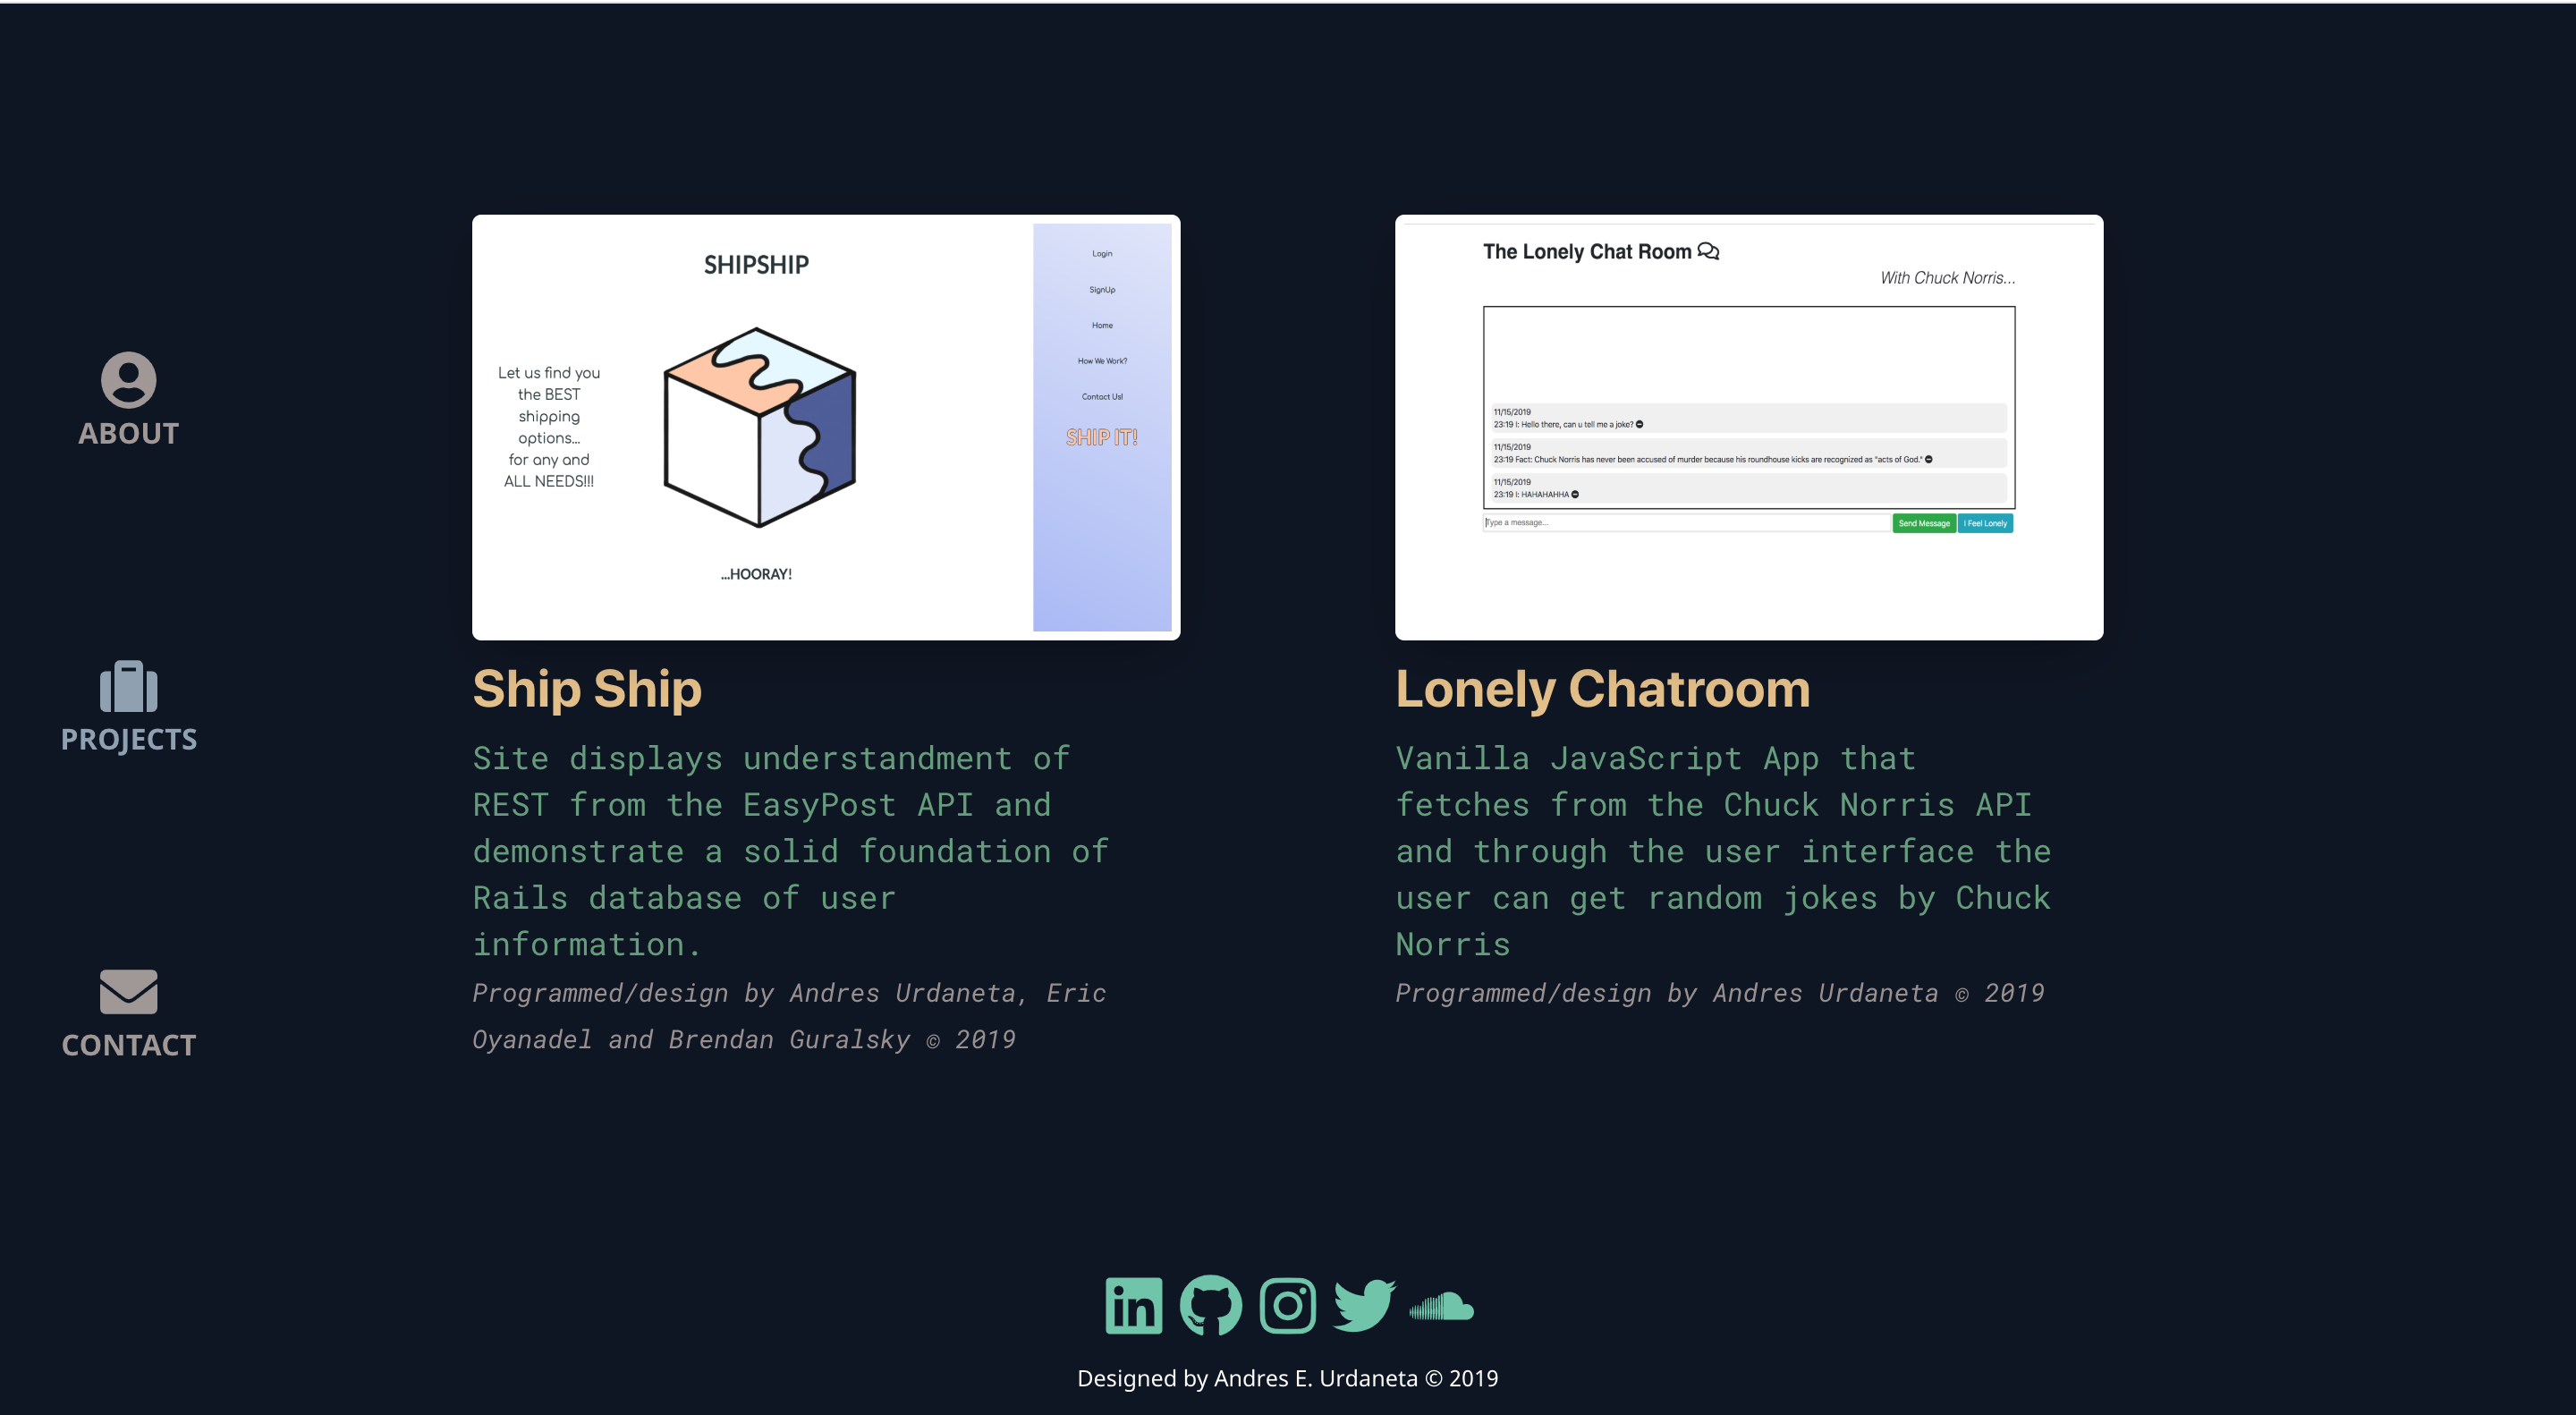 ABOUT
PROJECTS
CONTACT
SHIPSHIP
Let us find you
the BEST
shipping
options...
for any and
ALL NEEDS!!!
...HOORAY!
Login
SignUp
Home
How We Work?
Contact Us!
SHIP IT!
Ship Ship
Site displays understandment of
REST from the EasyPost API and
demonstrate a solid foundation of
Rails database of user
information.
Programmed/design by Andres Urdaneta, Eric
Oyanadel and Brendan Guralsky © 2019
The Lonely Chat Room
With Chuck Norris...
11/15/2019
23:19 I: Hello there, can u tell me a joke?
11/15/2019
23:19 Fact: Chuck Norris has never been accused of murder because his roundhouse kicks are recognized as "acts of God."
11/15/2019
23:19 I: HAHAHAHHA
Type a message...
Send Message
I Feel Lonely
Lonely Chatroom
Vanilla JavaScript App that
fetches from the Chuck Norris API
and through the user interface the
user can get random jokes by Chuck
Norris
Programmed/design by Andres Urdaneta © 2019
in
Designed by Andres E. Urdaneta © 2019